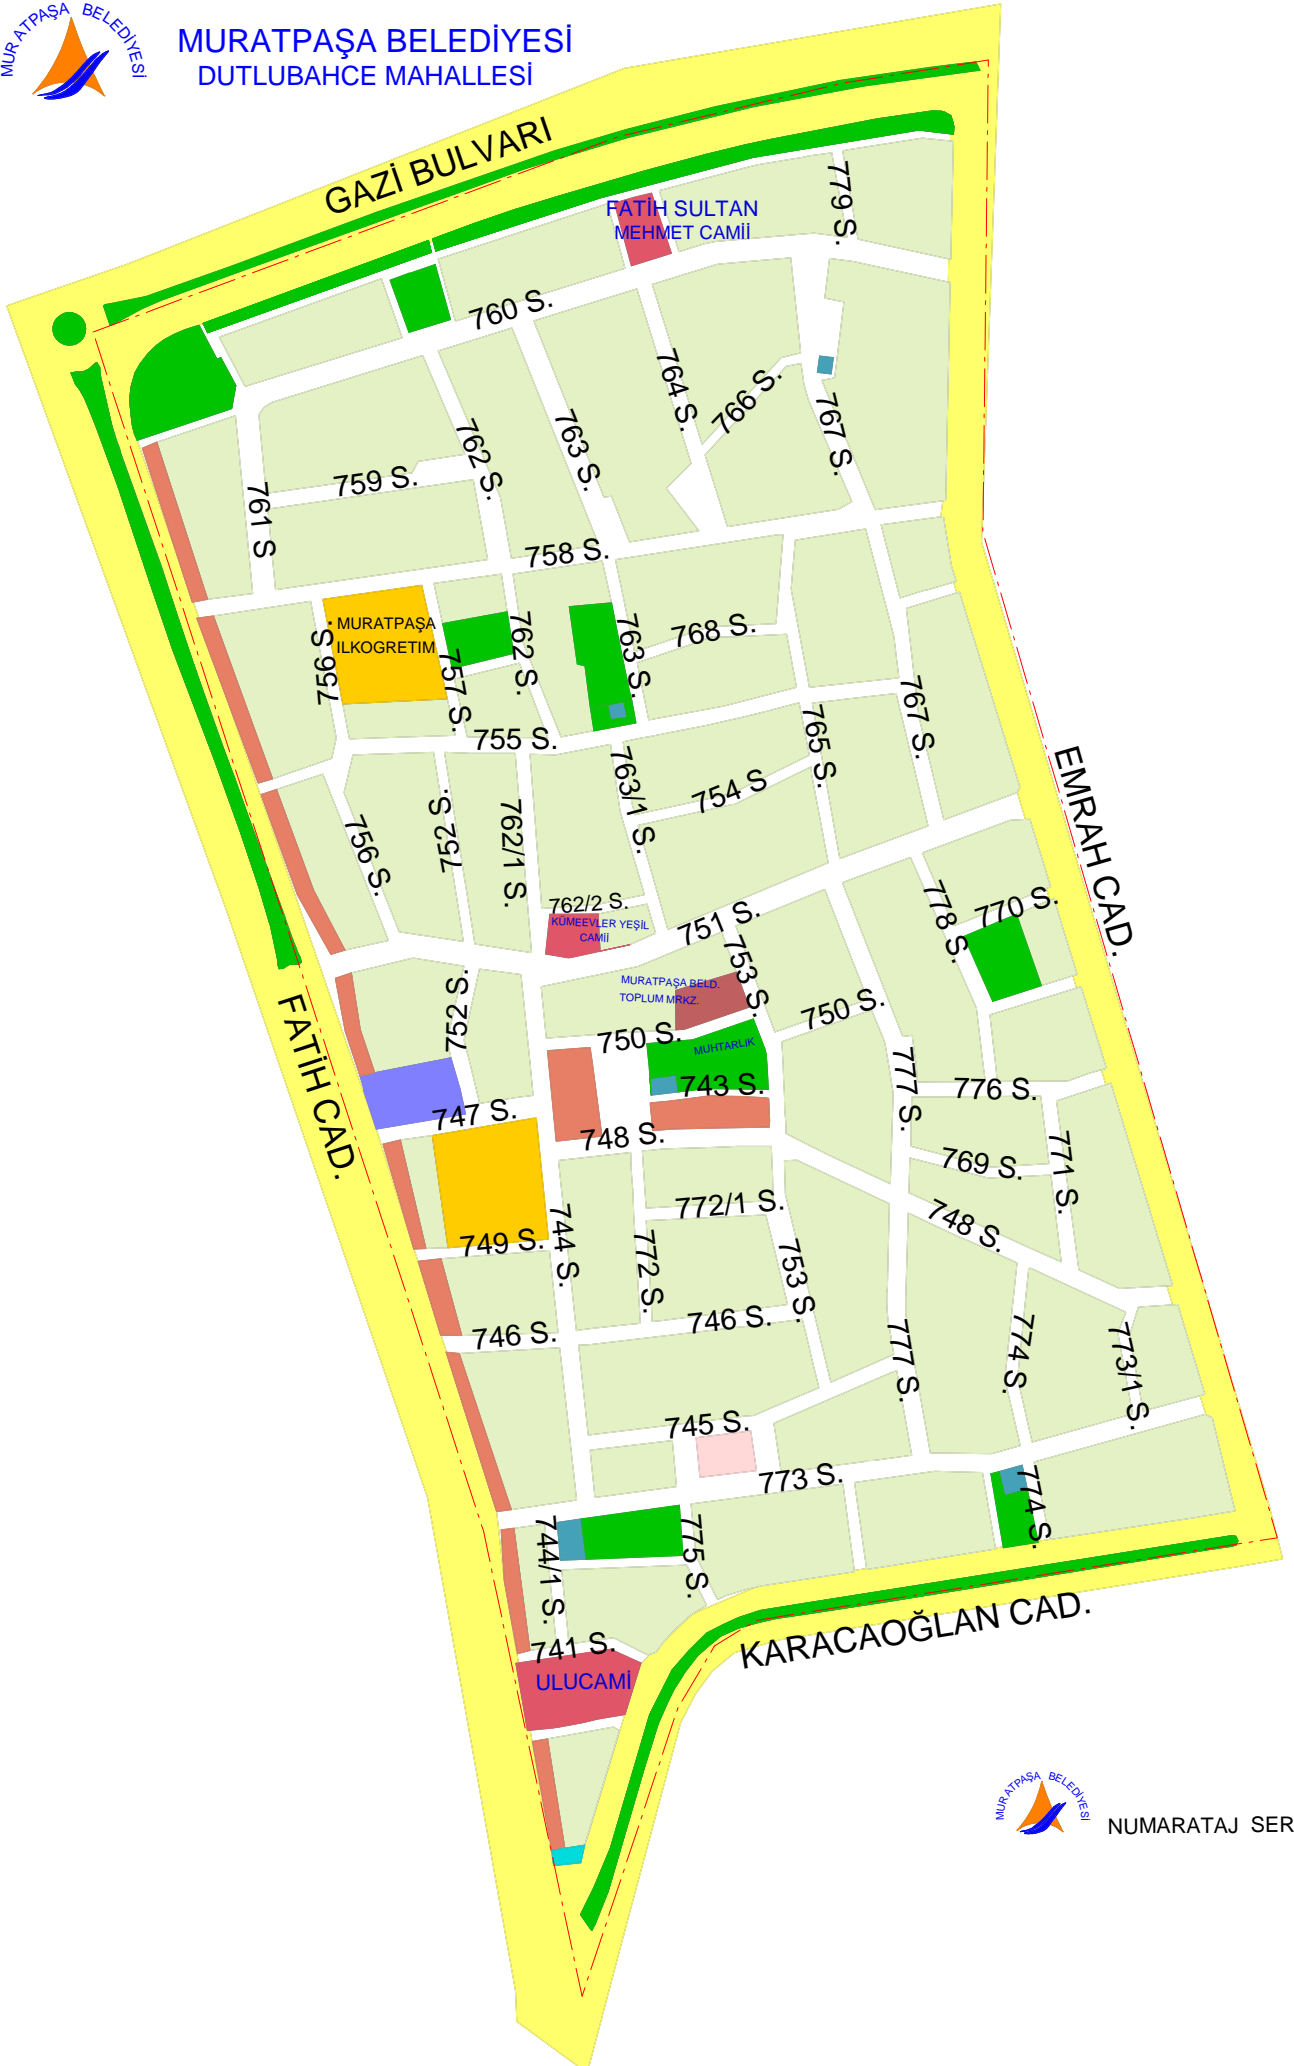 MURATPAŞA BELEDİYESİ
MURATPAŞA BELEDİYESİ
DUTLUBAHCE MAHALLESİ
GAZİ BULVARI
779 S.
FATİH SULTAN
MEHMET CAMİİ
760 S.
764 S.
766 S.
767 S.
762 S.
763 S.
759 S.
761 S
758 S.
MURATPAŞA
ILKOGRETIM
756 S.
757 S.
762 S.
763 S.
768 S.
767 S.
765 S.
755 S.
763/1 S.
754 S
EMRAH CAD.
756 S.
752 S.
762/1 S.
762/2 S.
KÜMEEVLER YEŞİL
CAMİİ
751 S.
753 S.
778 S.
770 S.
MURATPAŞA BELD.
TOPLUM MRKZ.
752 S.
FATİH CAD.
750 S.
750 S.
MUHTARLIK
743 S.
777 S.
776 S.
747 S.
748 S.
769 S.
771 S.
772/1 S.
748 S.
749 S.
744 S.
772 S.
753 S.
746 S.
746 S.
777 S.
774 S.
773/1 S.
745 S.
773 S.
774 S.
744/1 S.
775 S.
741 S.
ULUCAMİ
KARACAOĞLAN CAD.
MURATPAŞA BELEDİYESİ
NUMARATAJ SER